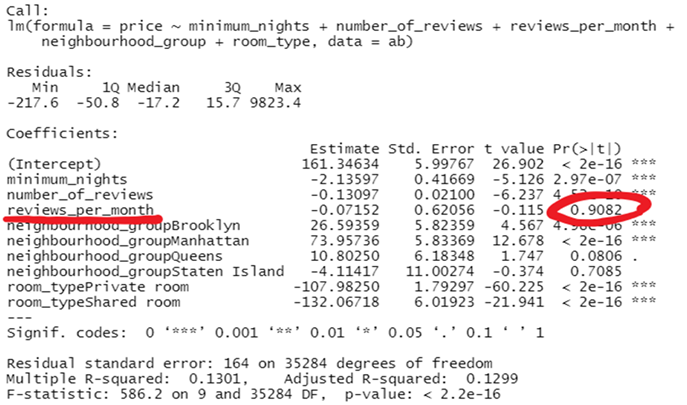 Call:
lm(formula = price ~ minimum_nights + number_of_reviews + reviews_per_month +
neighbourhood_group + room_type, data = ab)
Residuals:
Min 1Q Median 3Q Max
-217.6 -50.8 -17.2 15.7 9823.4
Coefficients:
Estimate Std. Error t value Pr(>|t|)
(Intercept) 161.34634 5.99767 26.902 < 2e-16 ***
minimum_nights -2.13597 0.41669 -5.126 2.97e-07 ***
number_of_reviews -0.13097 0.02100 -6.237 ***
reviews_per_month -0.07152 0.62056 -0.115 0.9082
neighbourhood_groupBrooklyn 26.59359 5.82359 4.567 ***
neighbourhood_groupManhattan 73.95736 5.83369 12.678 < 2e-16 ***
neighbourhood_groupQueens 10.80250 6.18348 1.747 0.0806 .
neighbourhood_groupStaten Island -4.11417 11.00274 -0.374 0.7085
room_typePrivate room -107.98250 1.79297 -60.225 < 2e-16 ***
room_typeShared room -132.06718 6.01923 -21.941 < 2e-16 ***
---
Signif. codes: 0 ‘***’ 0.001 ‘**’ 0.01 ‘*’ 0.05 ‘.’ 0.1 ‘ ’ 1
Residual standard error: 164 on 35284 degrees of freedom
Multiple R-squared: 0.1301, Adjusted R-squared: 0.1299
F-statistic: 586.2 on 9 and 35284 DF, p-value: < 2.2e-16